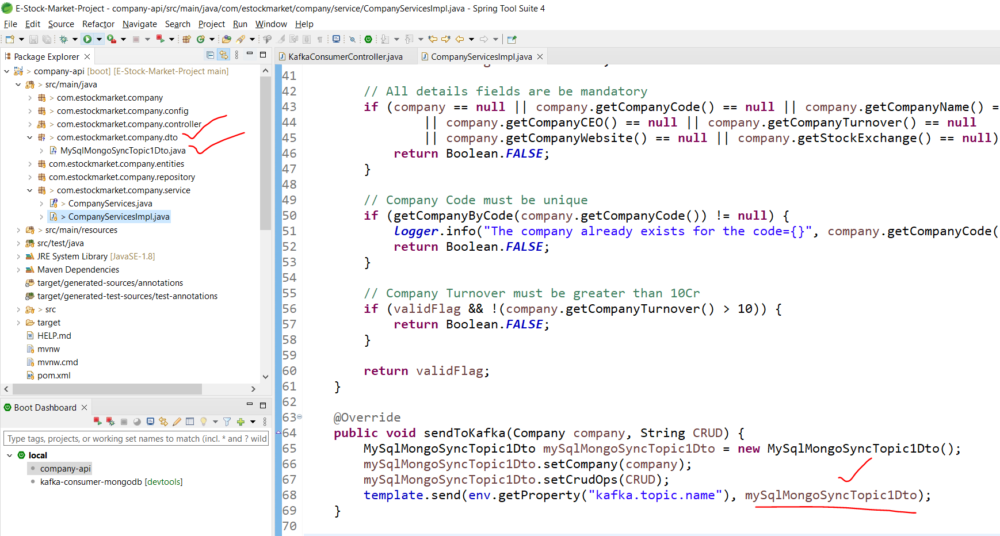 E-Stock-Market-Project - company-api/src/main/java/com/estockmarket/company/service/CompanyServicesImpl.java - Spring Tool Suite 4
File Edit Source Refactor Navigate Search Project Run Window Help
Package Explorer
> company-api [boot] [E-Stock-Market-Project main]
> src/main/java
> com.estockmarket.company
> com.estockmarket.company.config
> com.estockmarket.company.controller
> com.estockmarket.company.dto
MySqlMongoSyncTopic1Dto.java
com.estockmarket.company.entities
com.estockmarket.company.repository
> com.estockmarket.company.service
> CompanyServices.java
> CompanyServicesImpl.java
> src/main/resources
src/test/java
JRE System Library [JavaSE-1.8]
Maven Dependencies
target/generated-sources/annotations
target/generated-test-sources/test-annotations
> src
target
HELP.md
mvnw
mvnw.cmd
pom.xml
Boot Dashboard
Type tags, projects, or working set names to match (incl. * and ? wild
local
company-api
kafka-consumer-mongodb [devtools]
KafkaConsumerController.java CompanyServicesImpl.java
41
42 // All details fields are be mandatory
43 if (company == null || company.getCompanyCode() == null || company.getCompanyName() =
44 || company.getCompanyCEO() == null || company.getCompanyTurnover() == null
45 || company.getCompanyWebsite() == null || company.getStockExchange() == null)
46 return Boolean.FALSE;
47 }
48
49 // Company Code must be unique
50 if (getCompanyByCode(company.getCompanyCode()) != null) {
51 logger.info("The company already exists for the code={}", company.getCompanyCode(
52 return Boolean.FALSE;
53 }
54
55 // Company Turnover must be greater than 10Cr
56 if (validFlag && !(company.getCompanyTurnover() > 10)) {
57 return Boolean.FALSE;
58 }
59
60 return validFlag;
61 }
62
63 @Override
64 public void sendToKafka(Company company, String CRUD) {
65 MySqlMongoSyncTopic1Dto mySqlMongoSyncTopic1Dto = new MySqlMongoSyncTopic1Dto();
66 mySqlMongoSyncTopic1Dto.setCompany(company);
67 mySqlMongoSyncTopic1Dto.setCrudOps(CRUD);
68 template.send(env.getProperty("kafka.topic.name"), mySqlMongoSyncTopic1Dto);
69 }
70